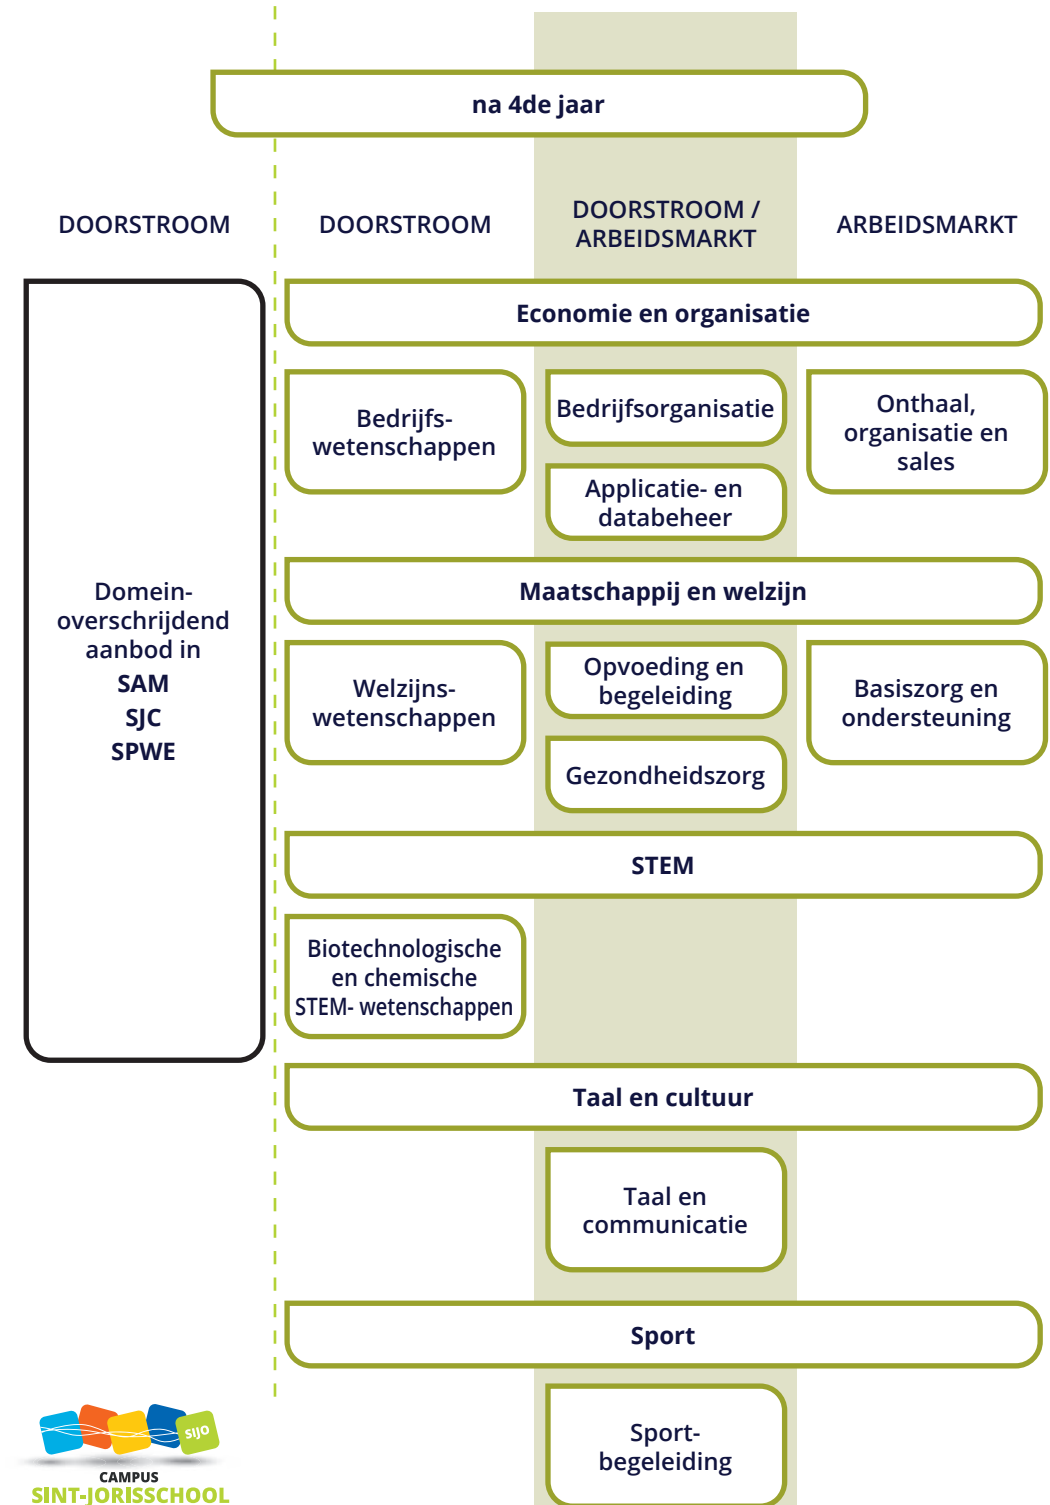 na 4de jaar
DOORSTROOM
DOORSTROOM
DOORSTROOM /
ARBEIDSMARKT
ARBEIDSMARKT
Domein-
overschrijdend
aanbod in
SAM
SJC
SPWE
Economie en organisatie
Bedrijfs-
wetenschappen
Bedrijfsorganisatie
Applicatie- en
databeheer
Onthaal,
organisatie en
sales
Maatschappij en welzijn
Welzijns-
wetenschappen
Opvoeding en
begeleiding
Gezondheidszorg
Basiszorg en
ondersteuning
STEM
Biotechnologische
en chemische
STEM- wetenschappen
Taal en cultuur
Taal en
communicatie
Sport
Sport-
begeleiding
SIJO
CAMPUS
SINT-JORISSCHOOL